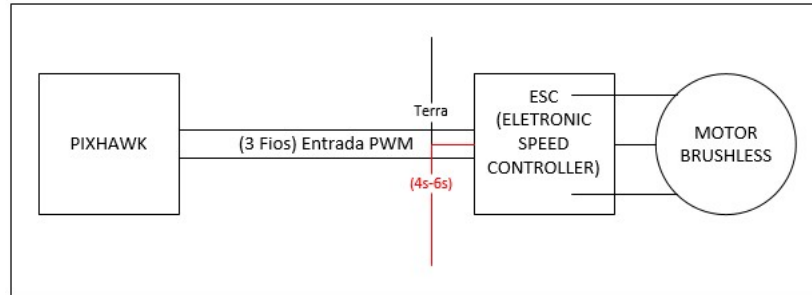 PIXHAWK
(3 Fios) Entrada PWM
Terra
(4s-6s)
ESC
(ELETRONIC
SPEED
CONTROLLER)
MOTOR
BRUSHLESS